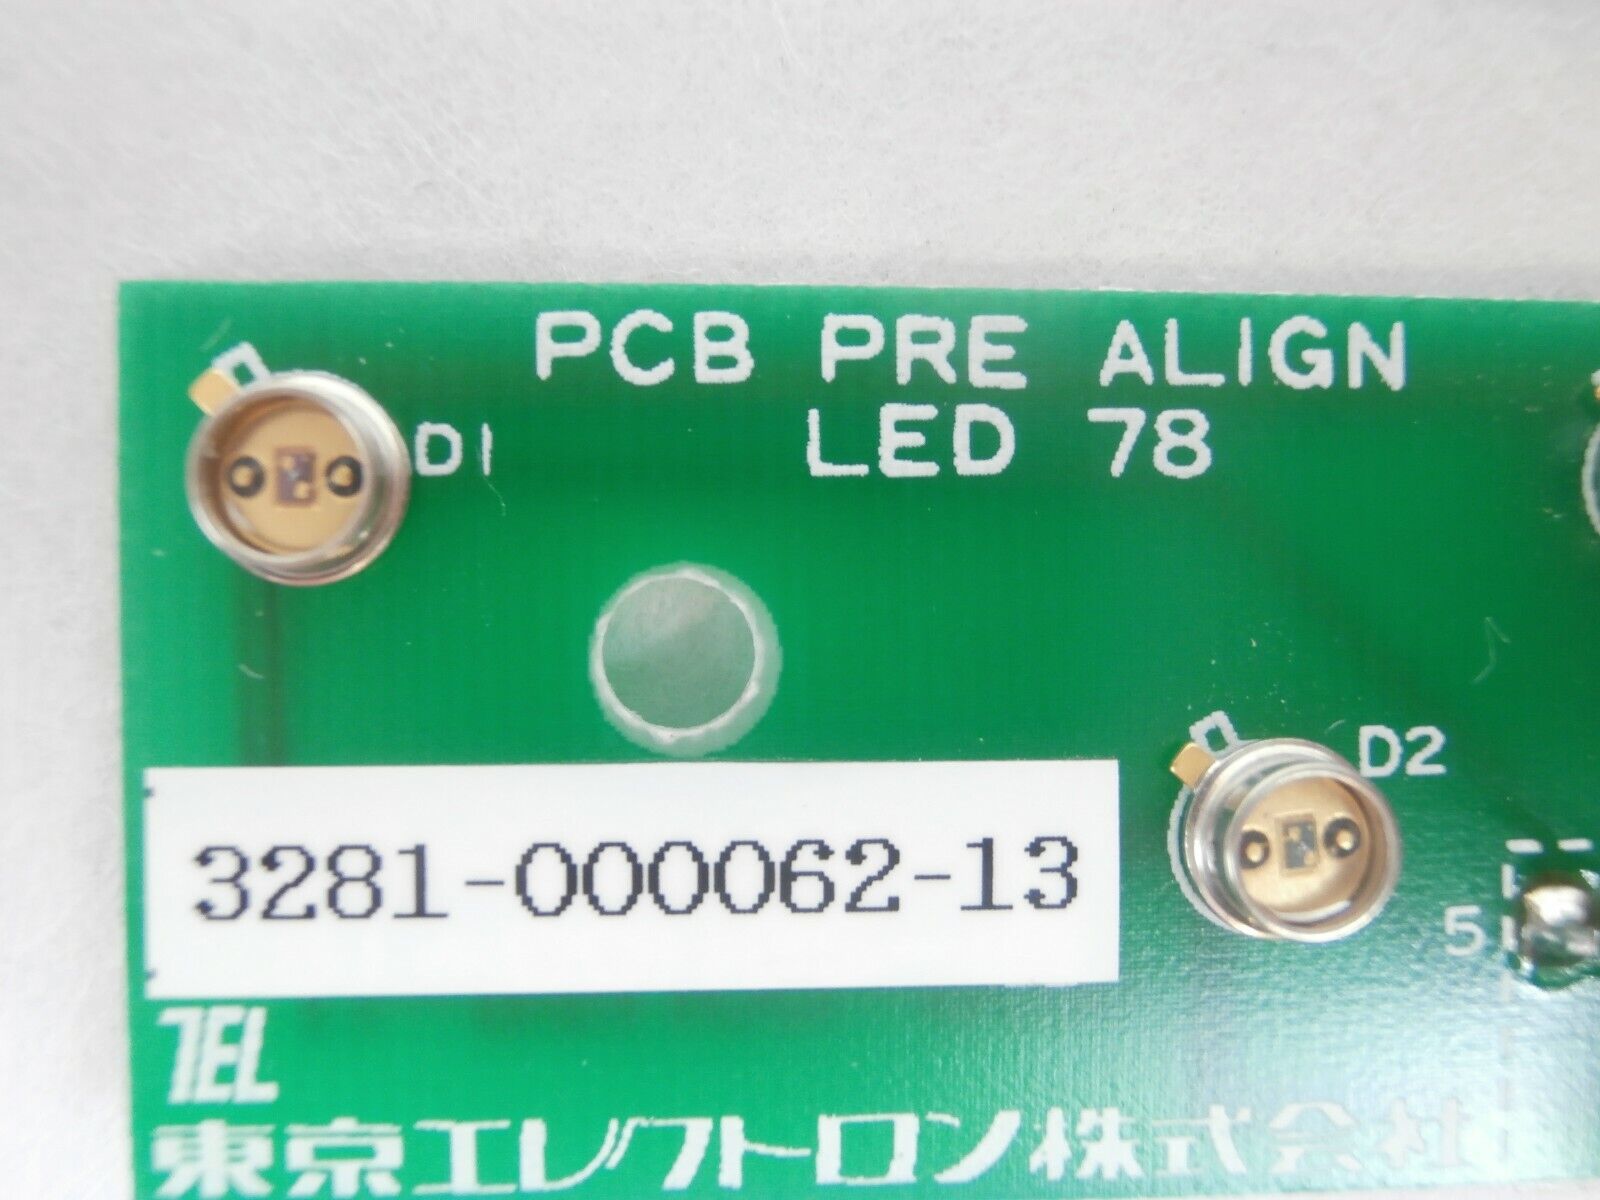 PCB PRE ALIGN
LED 78
D1
D2
3281-000062-13
5
TEL
東京エレクトロン株式会社